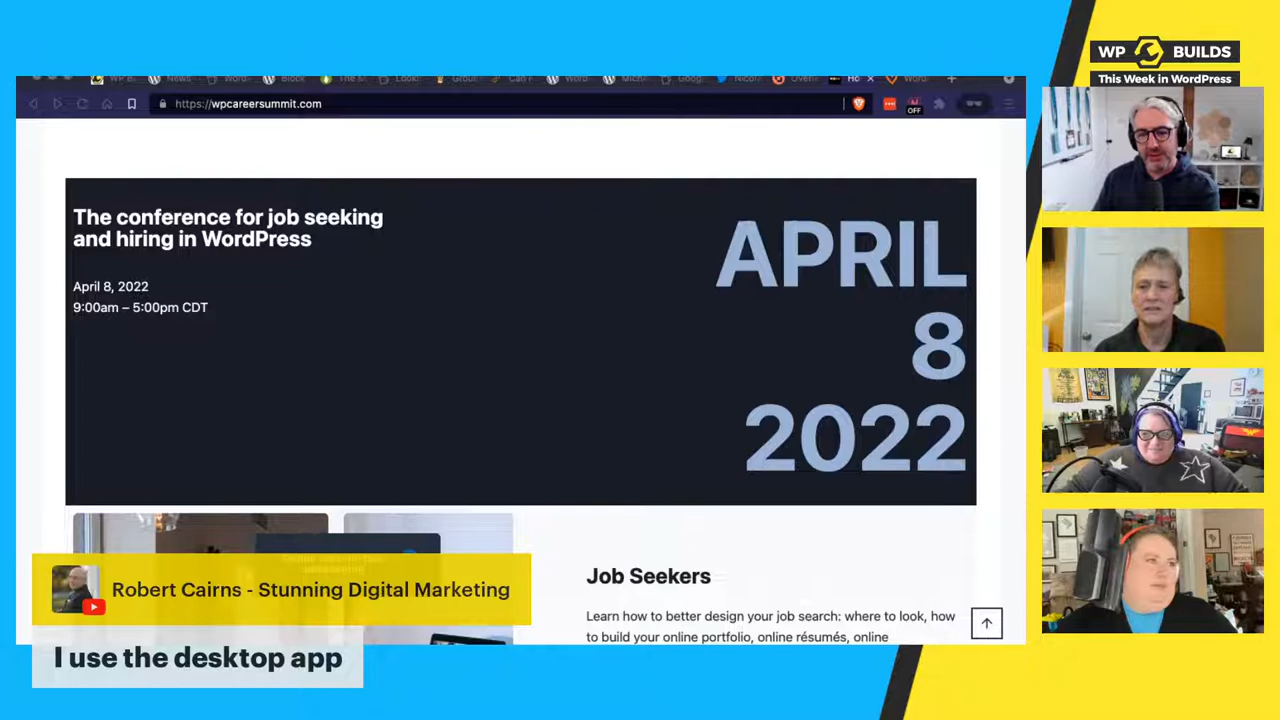 WP BUILDS
This Week in WordPress
https://wpcareersummit.com
OFF
The conference for job seeking
and hiring in WordPress
April 8, 2022
9:00am – 5:00pm CDT
APRIL
8
2022
Job Seekers
Learn how to better design your job search: where to look, how
to build your online portfolio, online résumés, online
Robert Cairns - Stunning Digital Marketing
I use the desktop app